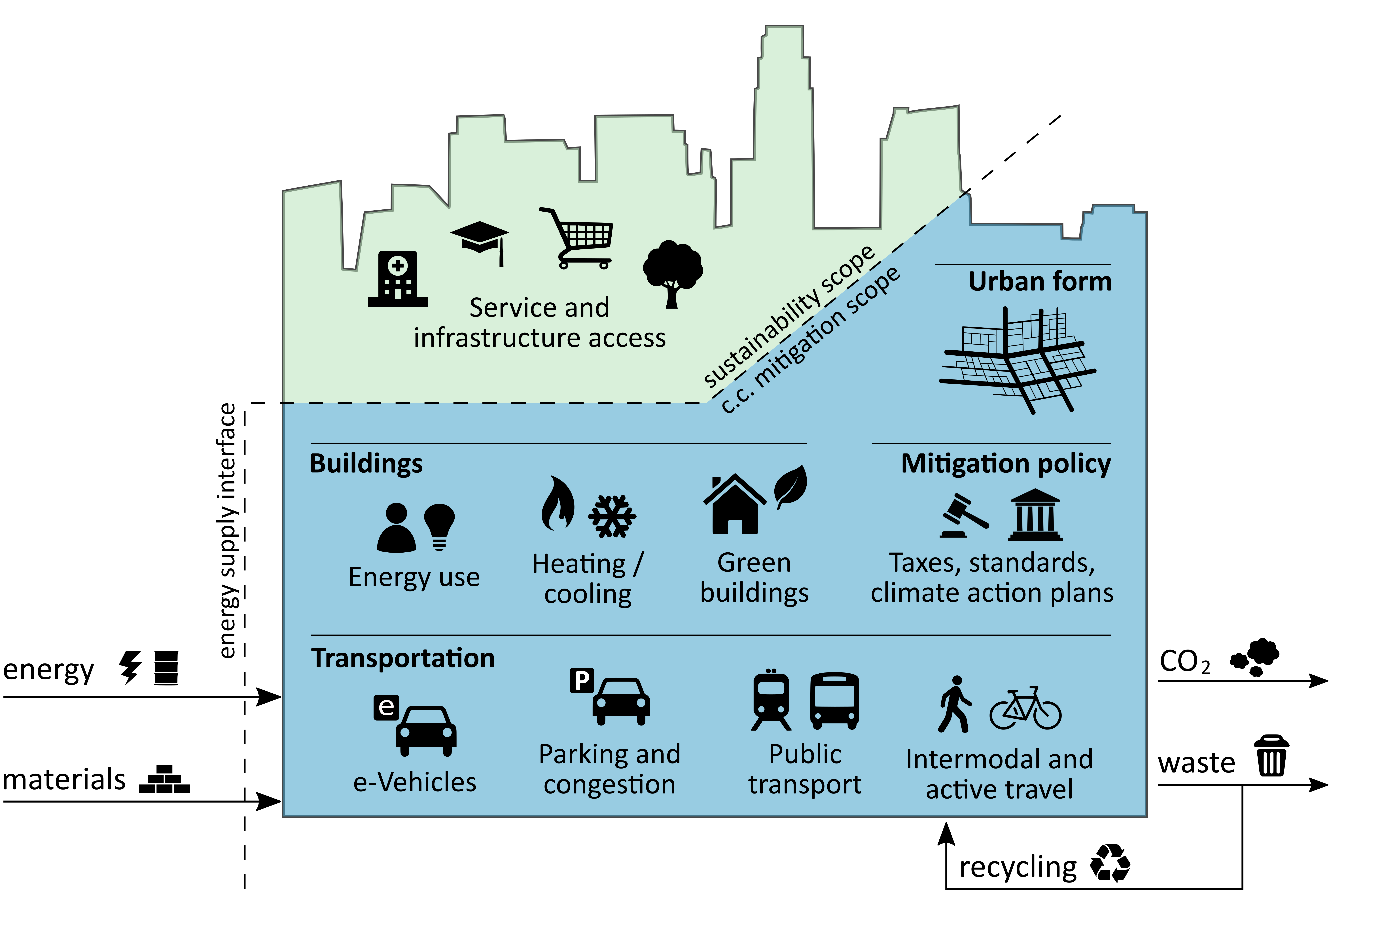 Service and
infrastructure access
sustainability scope
c.c. mitigation scope
Urban form
energy supply interface
Buildings
Energy use
Heating /
cooling
Green
buildings
Mitigation policy
Taxes, standards,
climate action plans
Transportation
e
e-Vehicles
P
Parking and
congestion
Public
transport
Intermodal and
active travel
energy
materials
CO₂
waste
recycling